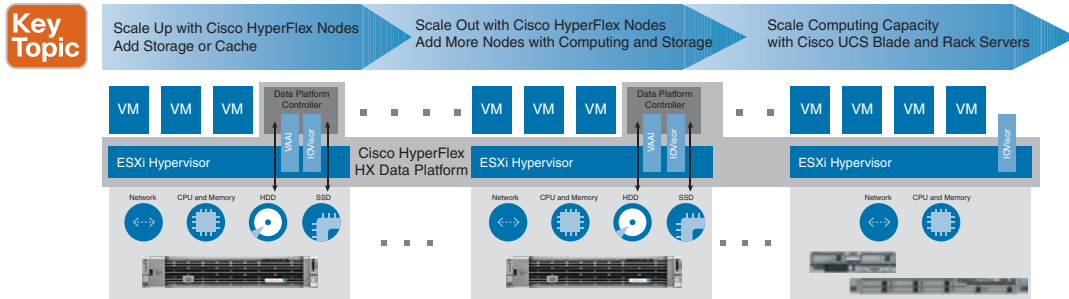 Key
Topic
Scale Up with Cisco HyperFlex Nodes
Add Storage or Cache
Scale Out with Cisco HyperFlex Nodes
Add More Nodes with Computing and Storage
Scale Computing Capacity
with Cisco UCS Blade and Rack Servers
VM
VM
VM
Data Platform
Controller
VAAI
IOVisor
ESXi Hypervisor
Cisco HyperFlex
HX Data Platform
VM
VM
VM
Data Platform
Controller
VAAI
IOVisor
ESXi Hypervisor
VM
VM
VM
VM
IOVisor
ESXi Hypervisor
Network
CPU and Memory
HDD
SSD
Network
CPU and Memory
HDD
SSD
Network
CPU and Memory